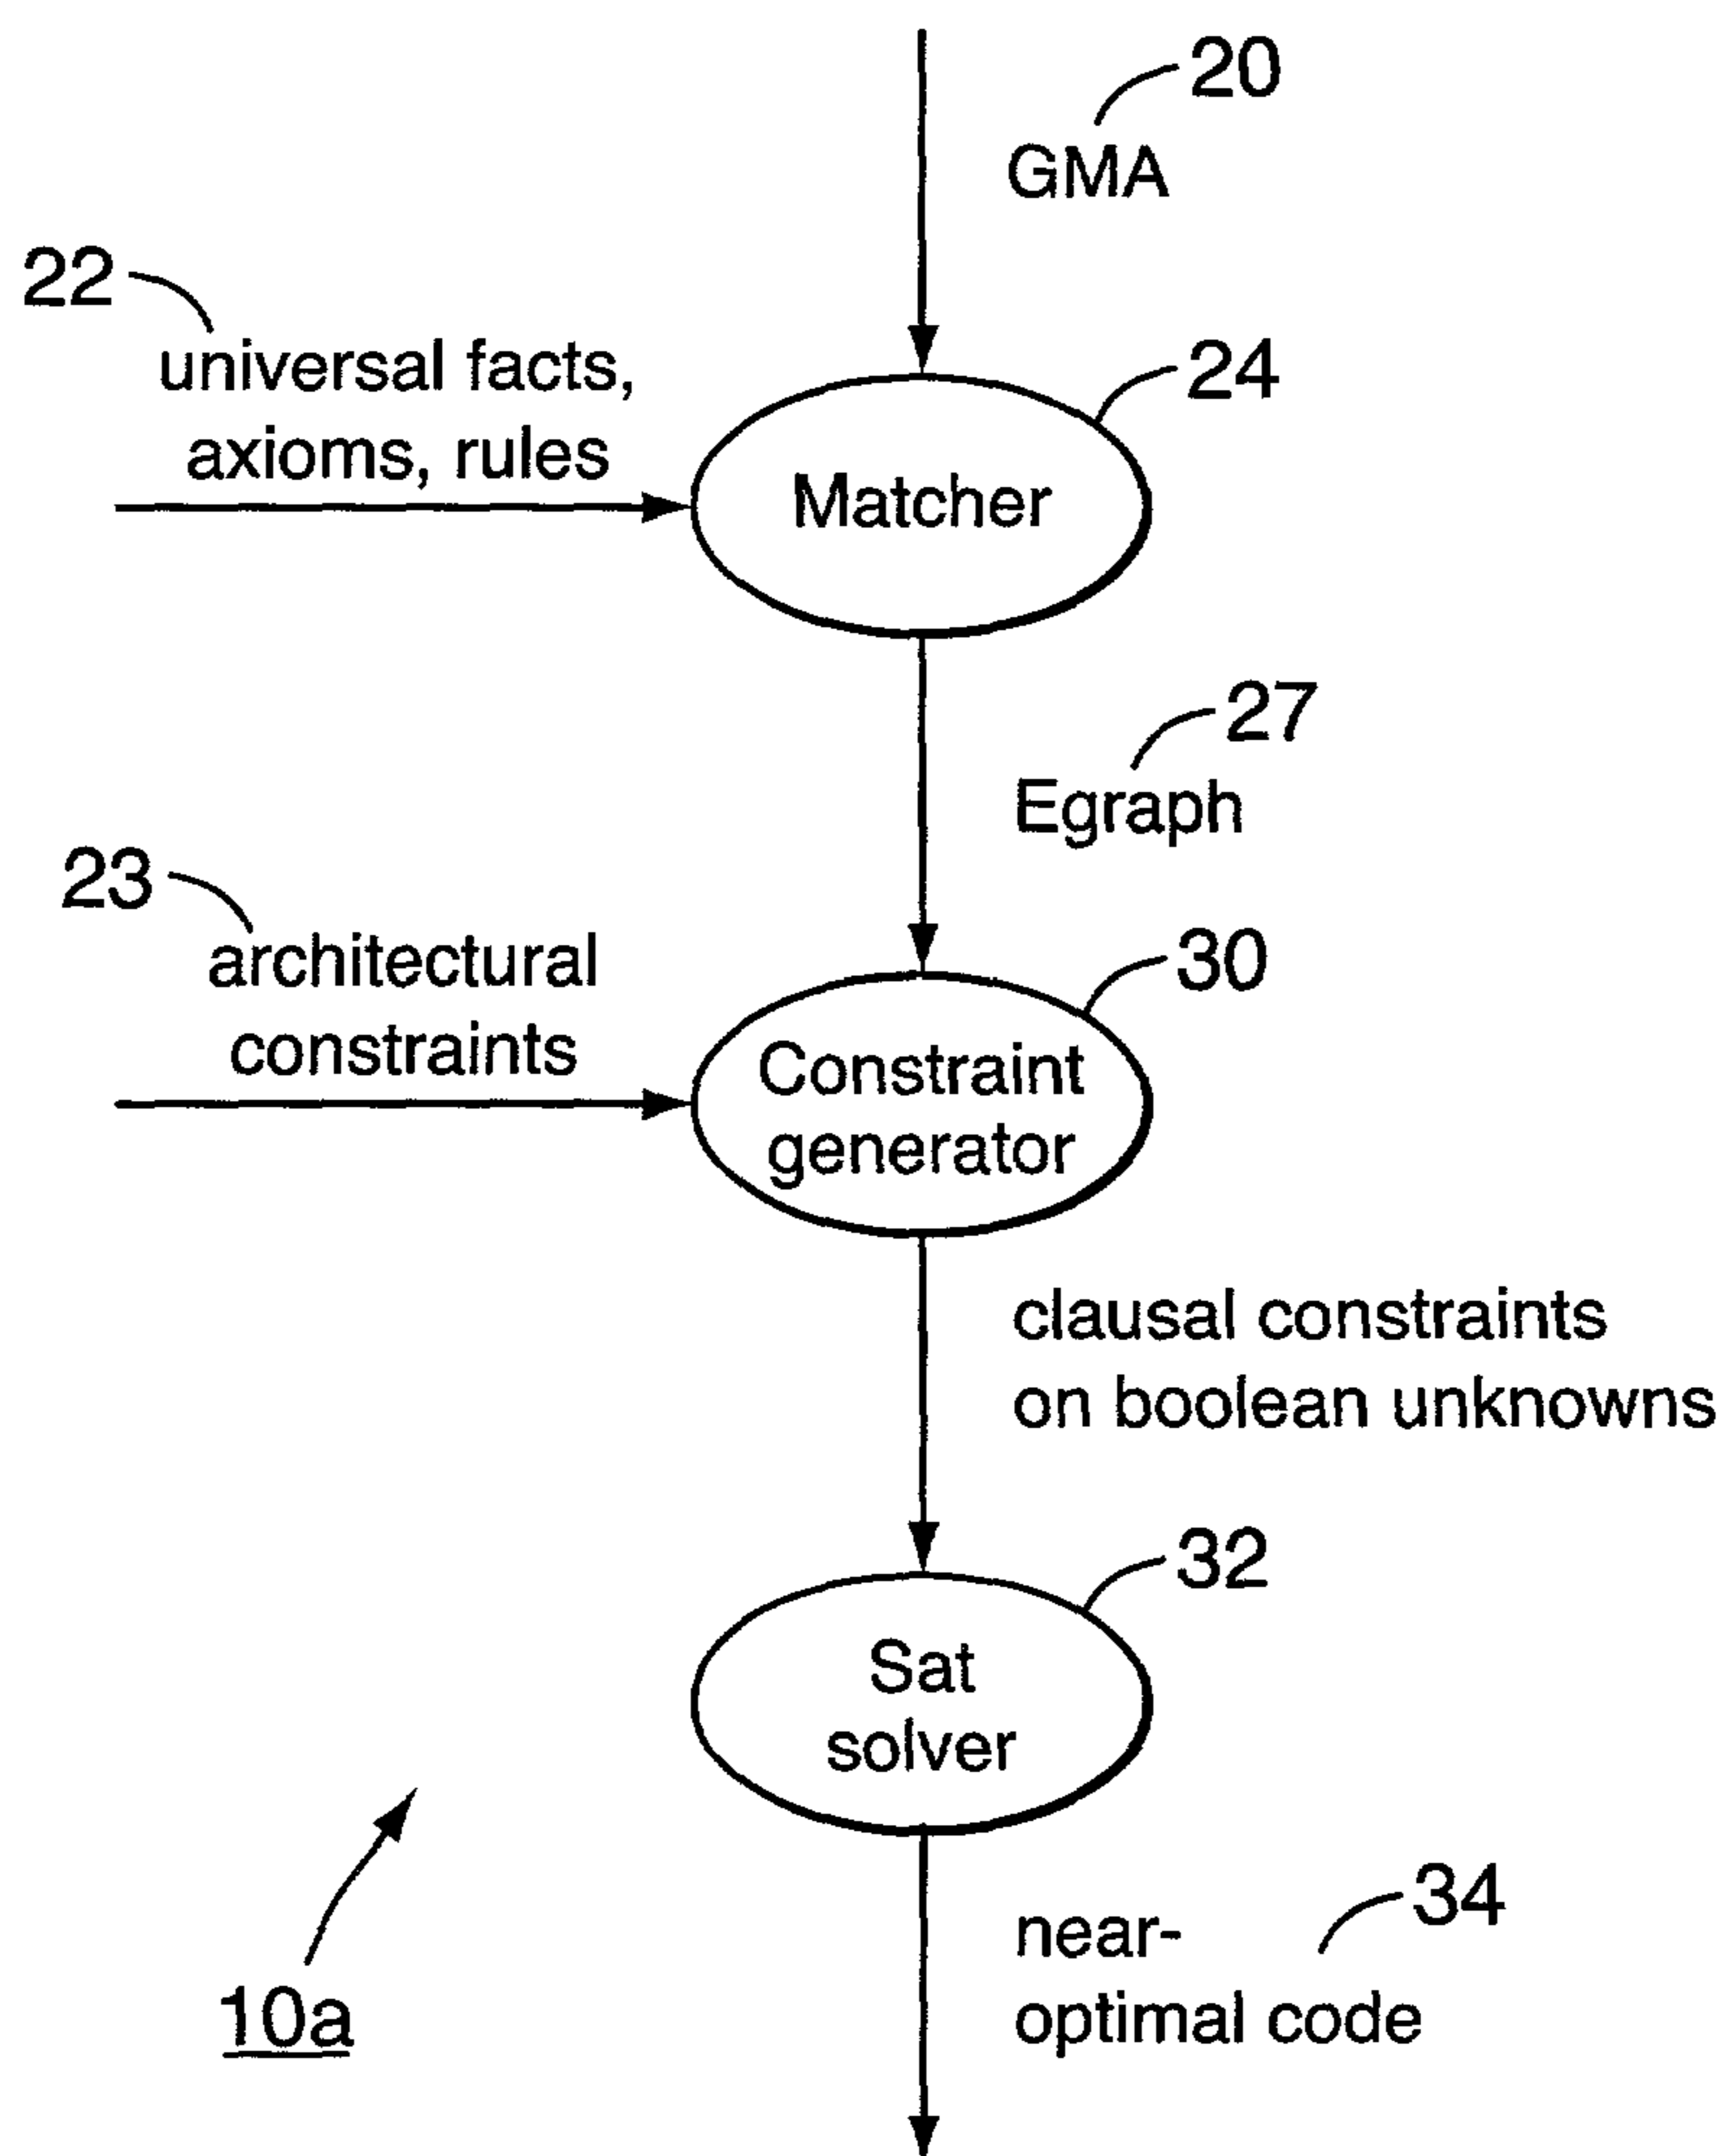 20
GMA
22
universal facts,
axioms, rules
24
Matcher
27
Egraph
23
architectural
constraints
30
Constraint
generator
clausal constraints
on boolean unknowns
32
Sat
solver
34
near-
optimal code
10a